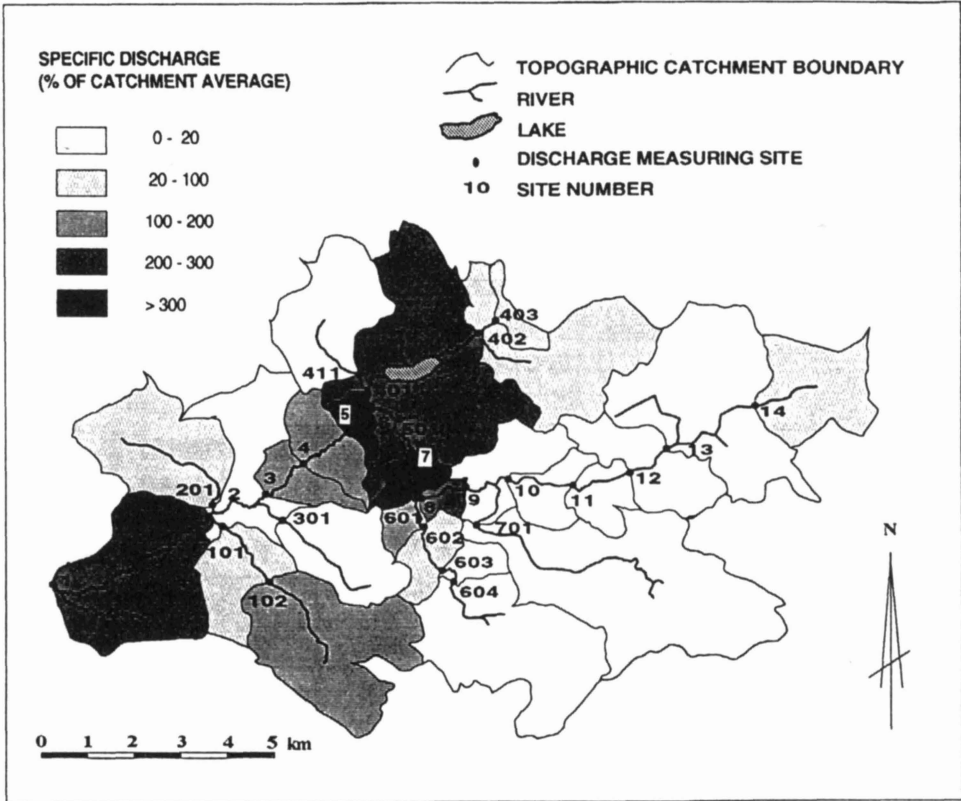 SPECIFIC DISCHARGE
(% OF CATCHMENT AVERAGE)
0 - 20
20 - 100
100 - 200
200 - 300
> 300
TOPOGRAPHIC CATCHMENT BOUNDARY
RIVER
LAKE
DISCHARGE MEASURING SITE
10 SITE NUMBER
403
402
411
5
14
4
7
13
12
3
10
11
201
2
9
601
8
301
602
701
101
603
102
604
N
0 1 2 3 4 5 km